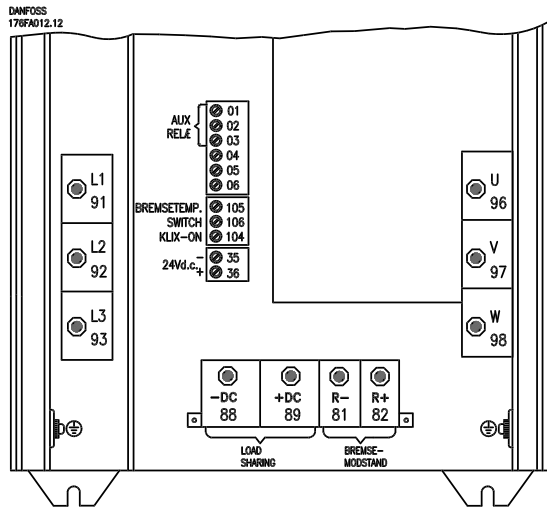 DANFOSS
176FA012.12
AUX
RELÆ
01
02
03
04
05
06
BREMSETEMP. 105
SWITCH 106
KLIX-ON 104
24Vd.c. - 35
+ 36
L1
91
L2
92
L3
93
U
96
V
97
W
98
-DC
88
+DC
89
R-
81
R+
82
LOAD
SHARING
BREMSE-
MODSTAND